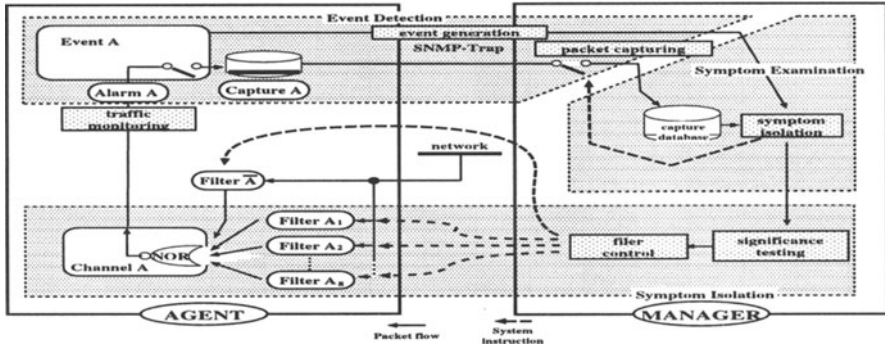 Event Detection
Event A
event generation
SNMP-Trap
packet capturing
Symptom Examination
Alarm A
Capture A
traffic
monitoring
capture
database
symptom
isolation
network
Filter A̅
Filter A₁
Filter A₂
Filter Aₙ
NOR
Channel A
filer
control
significance
testing
Symptom Isolation
AGENT
MANAGER
Packet flow
System
instruction